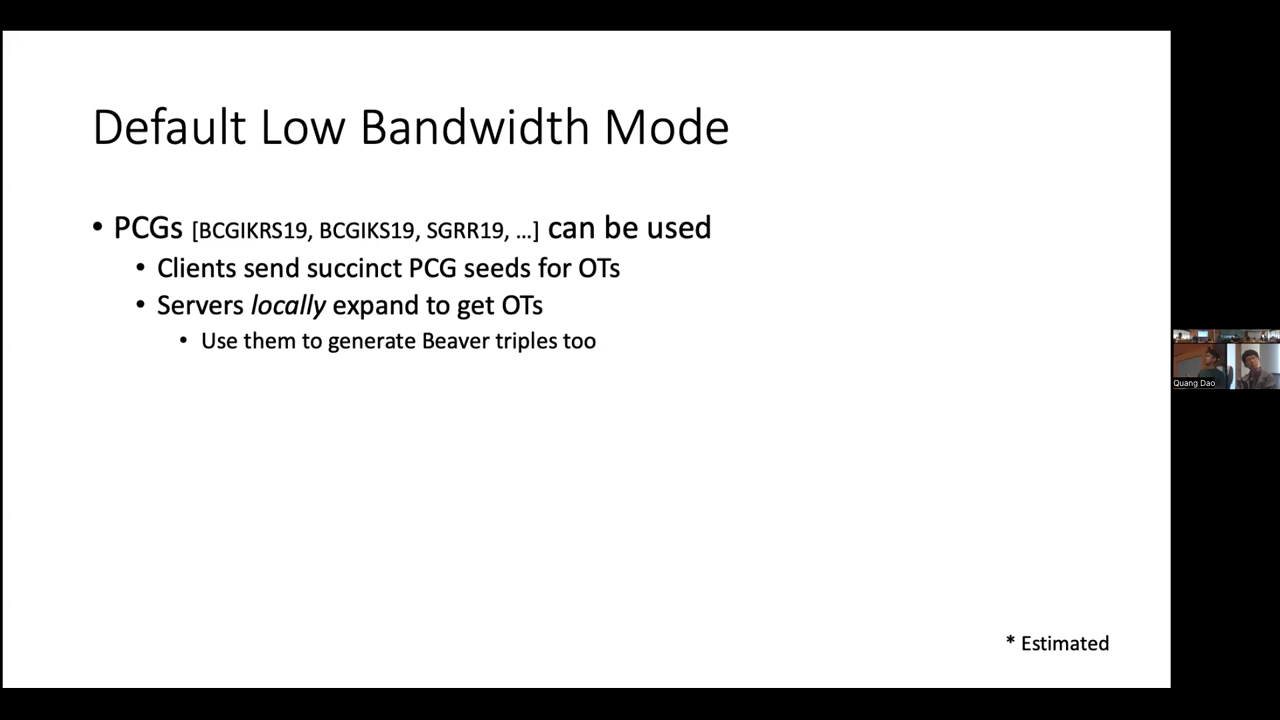 Default Low Bandwidth Mode
• PCGs [BCGIKRS19, BCGIKS19, SGRR19, ...] can be used
• Clients send succinct PCG seeds for OTs
• Servers locally expand to get OTs
• Use them to generate Beaver triples too
* Estimated
Quang Dao